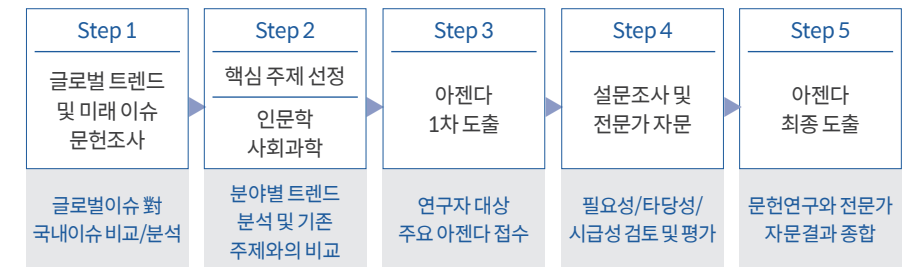 Step 1
글로벌 트렌드
및 미래 이슈
문헌조사
글로벌이슈 對
국내이슈 비교/분석
Step 2
핵심 주제 선정
인문학
사회과학
분야별 트렌드
분석 및 기존
주제와의 비교
Step 3
아젠다
1차 도출
연구자 대상
주요 아젠다 접수
Step 4
설문조사 및
전문가 자문
필요성/타당성/
시급성 검토 및 평가
Step 5
아젠다
최종 도출
문헌연구와 전문가
자문결과 종합